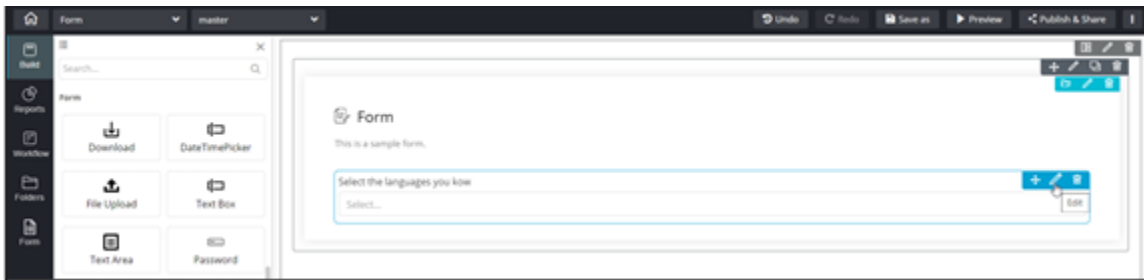 Form
master
Undo
Redo
Save as
Preview
Publish & Share
Build
Reports
Workflow
Folders
Form
Search...
Form
Download
DateTimePicker
File Upload
Text Box
Text Area
Password
Form
This is a sample form.
Select the languages you kow
Select...
Edit